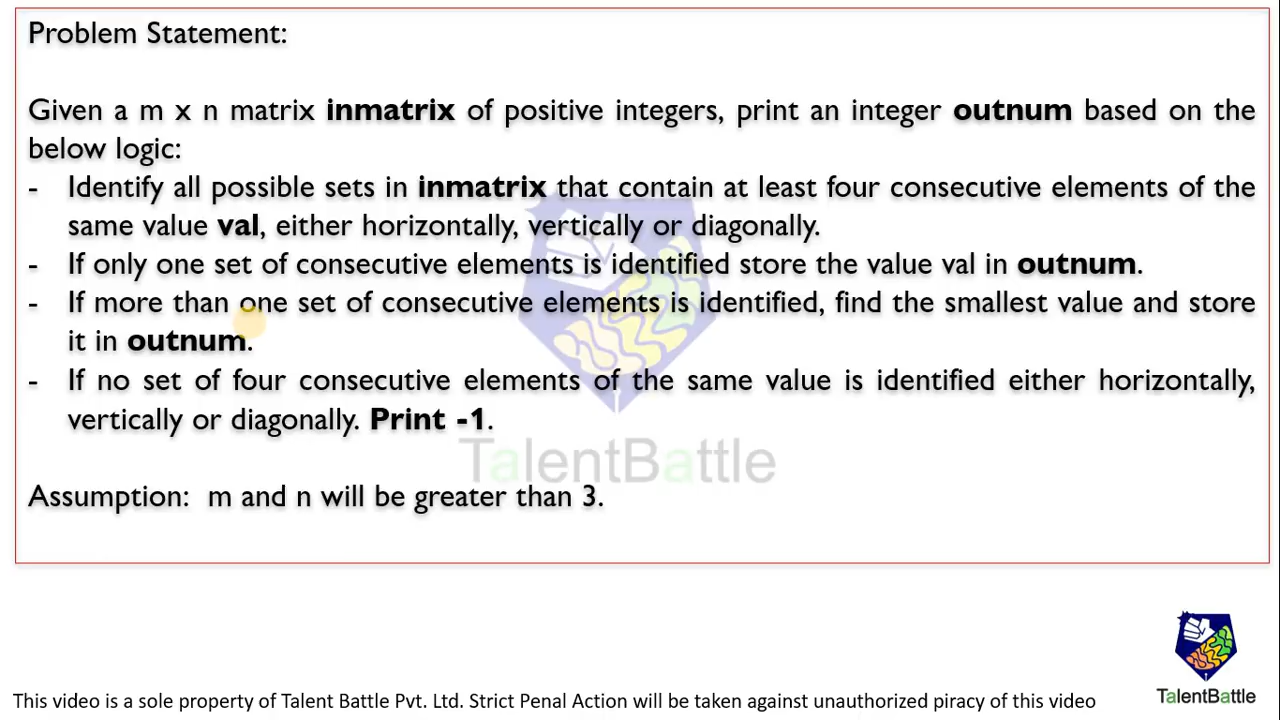 Problem Statement:
Given a m x n matrix inmatrix of positive integers, print an integer outnum based on the
below logic:
- Identify all possible sets in inmatrix that contain at least four consecutive elements of the
same value val, either horizontally, vertically or diagonally.
- If only one set of consecutive elements is identified store the value val in outnum.
- If more than one set of consecutive elements is identified, find the smallest value and store
it in outnum.
- If no set of four consecutive elements of the same value is identified either horizontally,
vertically or diagonally. Print -1.
TalentBattle
Assumption: m and n will be greater than 3.
TalentBattle
This video is a sole property of Talent Battle Pvt. Ltd. Strict Penal Action will be taken against unauthorized piracy of this video